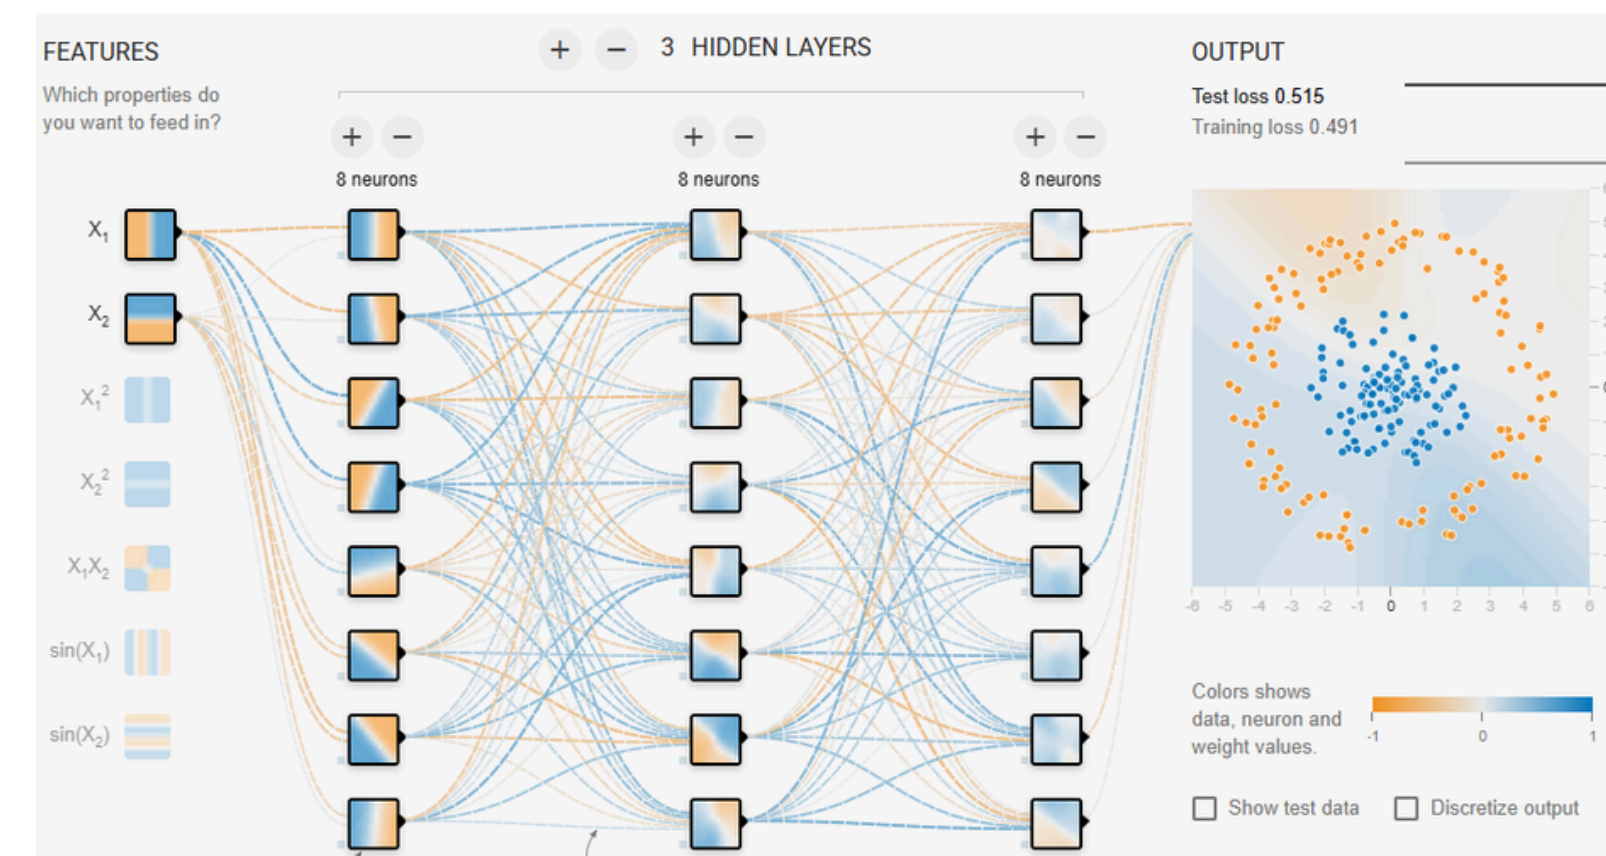 FEATURES
Which properties do
you want to feed in?
+ − 3 HIDDEN LAYERS
+ − + − + −
8 neurons 8 neurons 8 neurons
X₁
X₂
X₁²
X₂²
X₁X₂
sin(X₁)
sin(X₂)
OUTPUT
Test loss 0.515
Training loss 0.491
-6 -5 -4 -3 -2 -1 0 1 2 3 4 5 6
Colors shows
data, neuron and
weight values.
-1 0 1
Show test data Discretize output